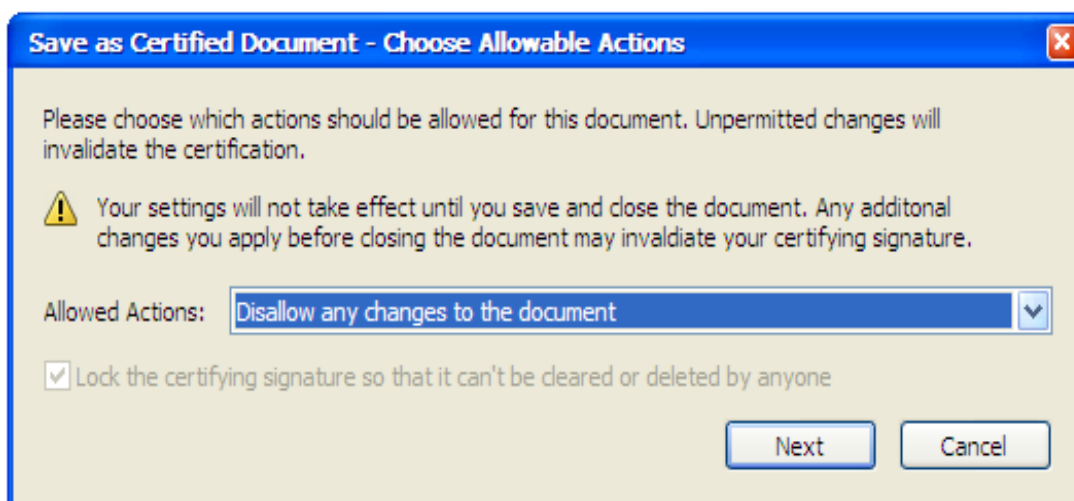 Save as Certified Document - Choose Allowable Actions
Please choose which actions should be allowed for this document. Unpermitted changes will
invalidate the certification.
Your settings will not take effect until you save and close the document. Any additonal
changes you apply before closing the document may invaldiate your certifying signature.
Allowed Actions: Disallow any changes to the document
Lock the certifying signature so that it can't be cleared or deleted by anyone
Next Cancel